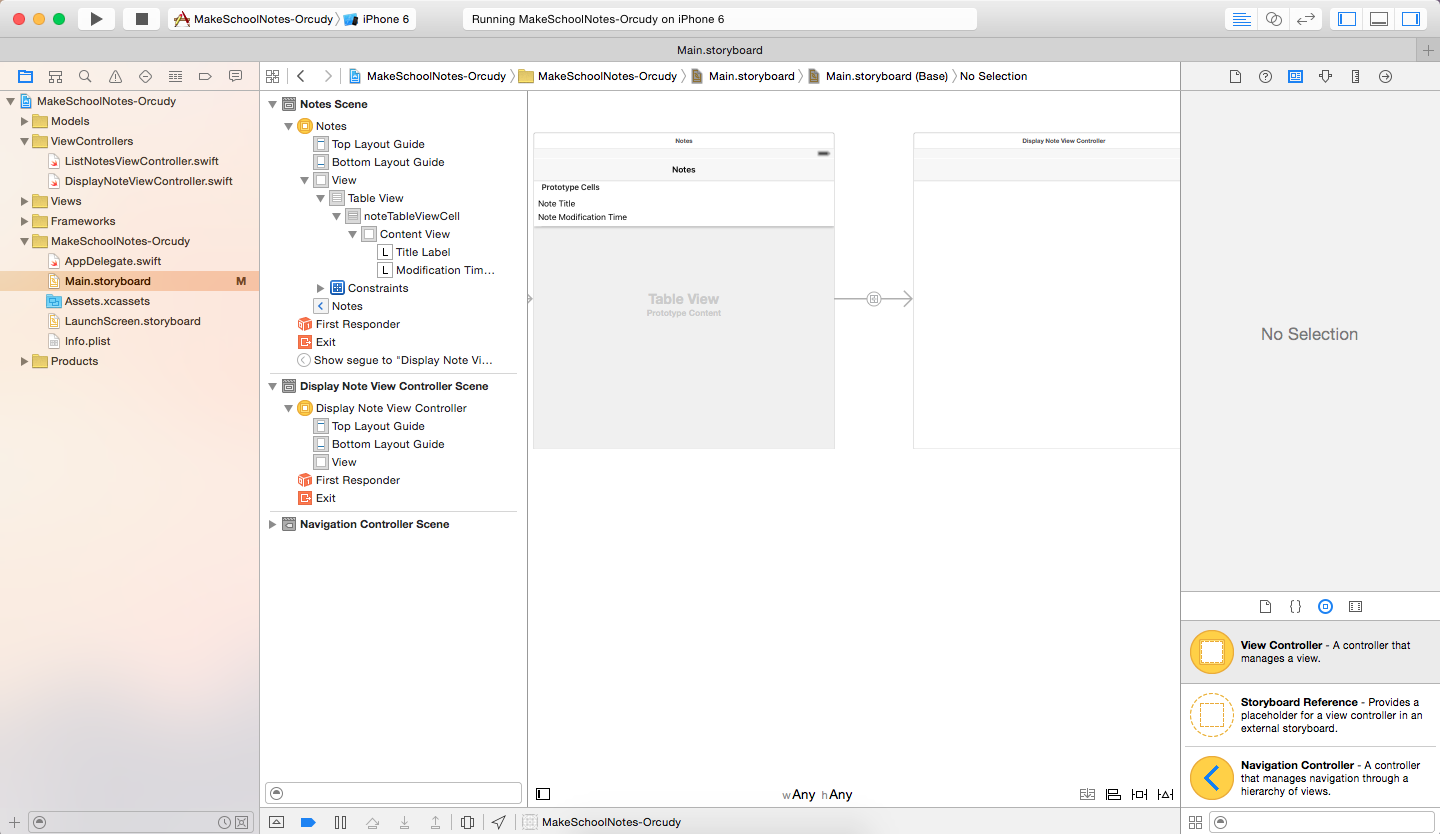 MakeSchoolNotes-Orcudy
iPhone 6
Running MakeSchoolNotes-Orcudy on iPhone 6
Main.storyboard
MakeSchoolNotes-Orcudy
MakeSchoolNotes-Orcudy
Main.storyboard
Main.storyboard (Base)
No Selection
MakeSchoolNotes-Orcudy
Models
ViewControllers
ListNotesViewController.swift
DisplayNoteViewController.swift
Views
Frameworks
MakeSchoolNotes-Orcudy
AppDelegate.swift
Main.storyboard M
Assets.xcassets
LaunchScreen.storyboard
Info.plist
Products
Notes Scene
Notes
Top Layout Guide
Bottom Layout Guide
View
Table View
noteTableViewCell
Content View
L Title Label
L Modification Tim...
Constraints
Notes
First Responder
Exit
Show segue to "Display Note Vi...
Display Note View Controller Scene
Display Note View Controller
Top Layout Guide
Bottom Layout Guide
View
First Responder
Exit
Navigation Controller Scene
Notes
Notes
Prototype Cells
Note Title
Note Modification Time
Table View
Prototype Content
Display Note View Controller
wAny hAny
MakeSchoolNotes-Orcudy
No Selection
{}
View Controller - A controller that
manages a view.
Storyboard Reference - Provides a
placeholder for a view controller in an
external storyboard.
Navigation Controller - A controller
that manages navigation through a
hierarchy of views.